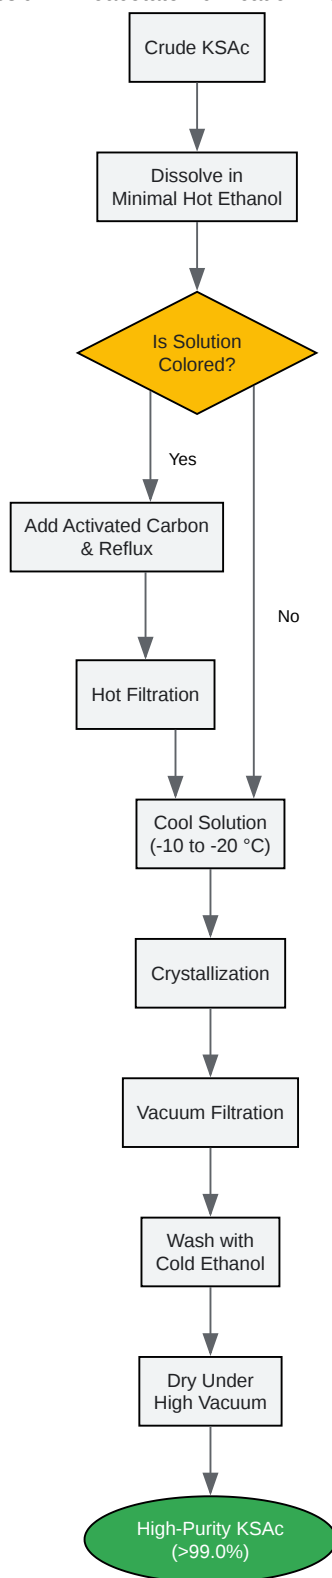 Crude KSAc
Dissolve in
Minimal Hot Ethanol
Is Solution
Colored?
Yes
Add Activated Carbon
& Reflux
No
Hot Filtration
Cool Solution
(-10 to -20 °C)
Crystallization
Vacuum Filtration
Wash with
Cold Ethanol
Dry Under
High Vacuum
High-Purity KSAc
(>99.0%)